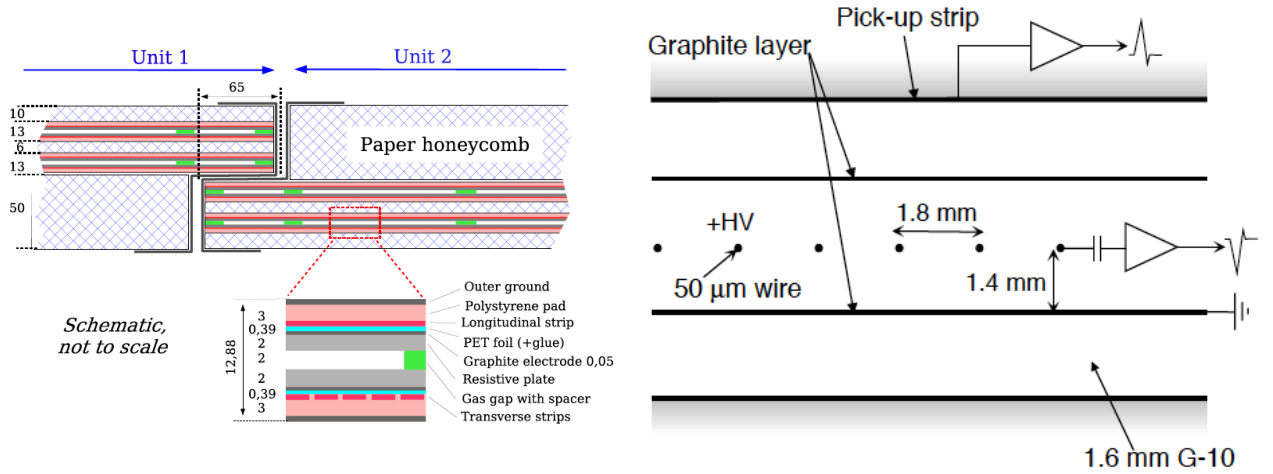 Unit 1
Unit 2
65
10
13
6
13
50
Paper honeycomb
Schematic,
not to scale
12,88
3
0,39
2
2
2
0,39
3
Outer ground
Polystyrene pad
Longitudinal strip
PET foil (+glue)
Graphite electrode 0,05
Resistive plate
Gas gap with spacer
Transverse strips
Pick-up strip
Graphite layer
+HV
1.8 mm
50 µm wire
1.4 mm
1.6 mm G-10